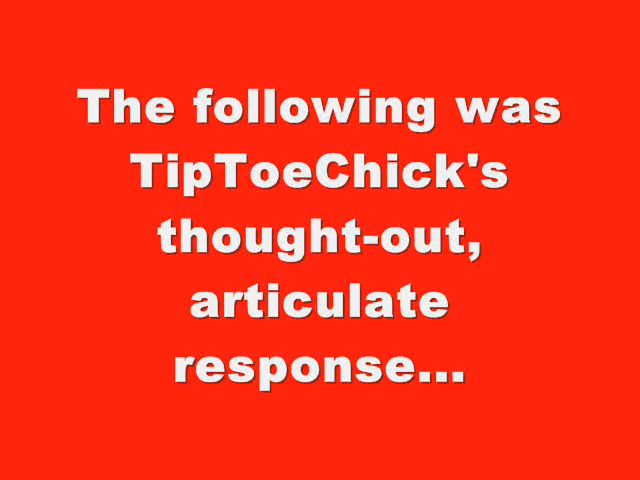 The following was
TipToeChick's
thought-out,
articulate
response...